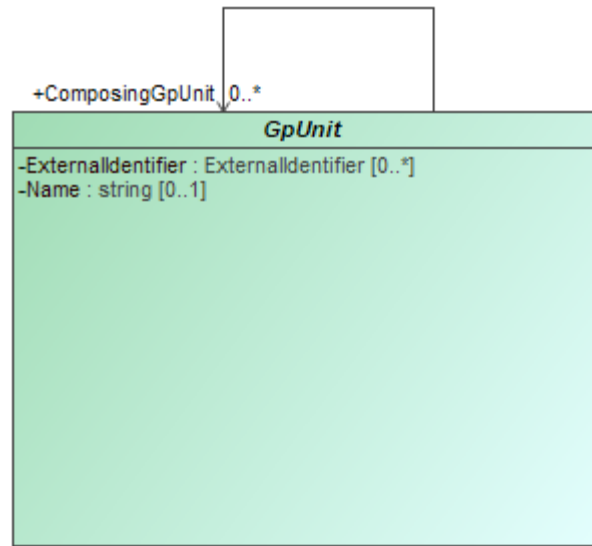 +ComposingGpUnit 0..*
GpUnit
-ExternalIdentifier : ExternalIdentifier [0..*]
-Name : string [0..1]